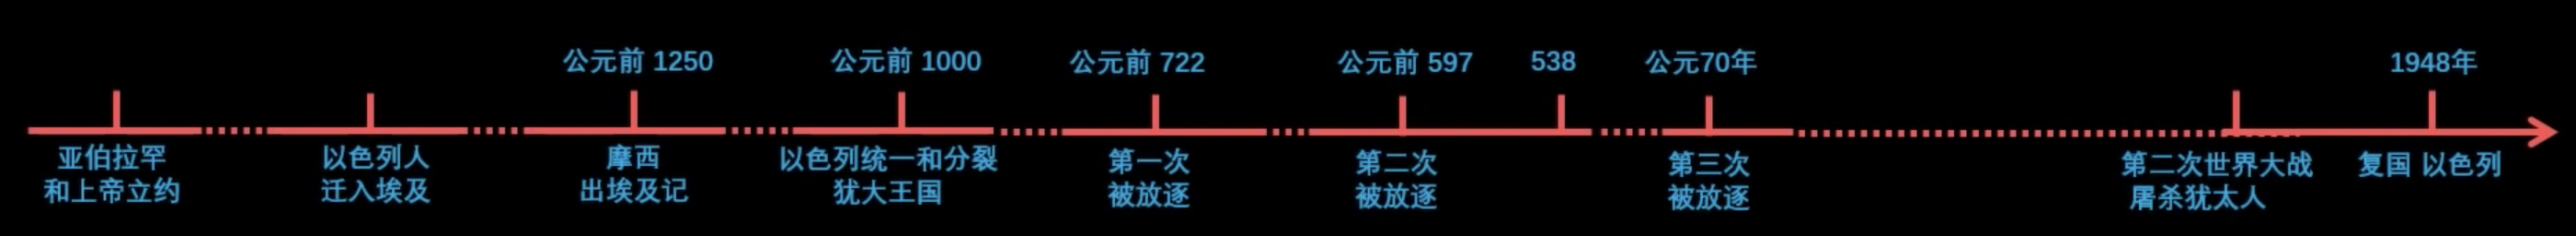 公元前 1250
公元前 1000
公元前 722
公元前 597
538
公元70年
1948年
亚伯拉罕
和上帝立约
以色列人
迁入埃及
摩西
出埃及记
以色列统一和分裂
犹大王国
第一次
被放逐
第二次
被放逐
第三次
被放逐
第二次世界大战
屠杀犹太人
复国 以色列